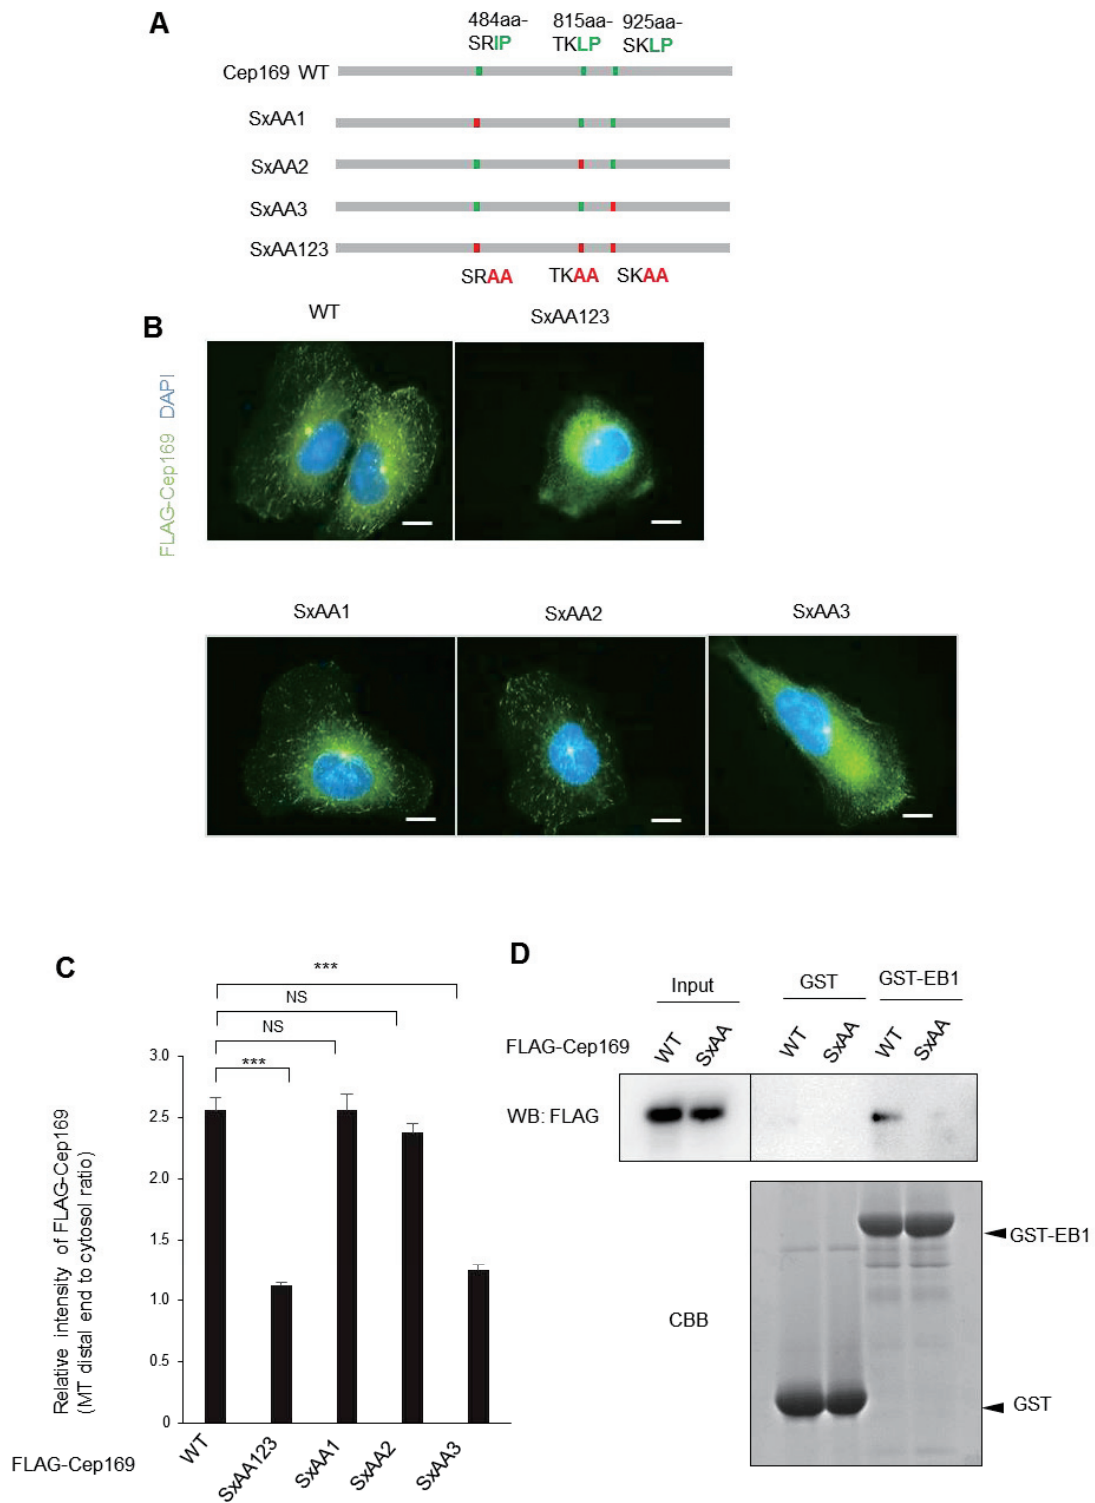 A
484aa-
SRIP
815aa-
TKLP
925aa-
SKLP
Cep169 WT
SxAA1
SxAA2
SxAA3
SxAA123
SRAA
TKAA
SKAA
B
WT
SxAA123
FLAG-Cep169 DAPI
SxAA1
SxAA2
SxAA3
C
***
NS
NS
***
3.0
2.5
2.0
1.5
1.0
0.5
0
Relative intensity of FLAG-Cep169
(MT distal end to cytosol ratio)
FLAG-Cep169
WT
SxAA123
SxAA1
SxAA2
SxAA3
D
Input
GST
GST-EB1
FLAG-Cep169
WT
SxAA
WT
SxAA
WT
SxAA
WB: FLAG
GST-EB1
CBB
GST